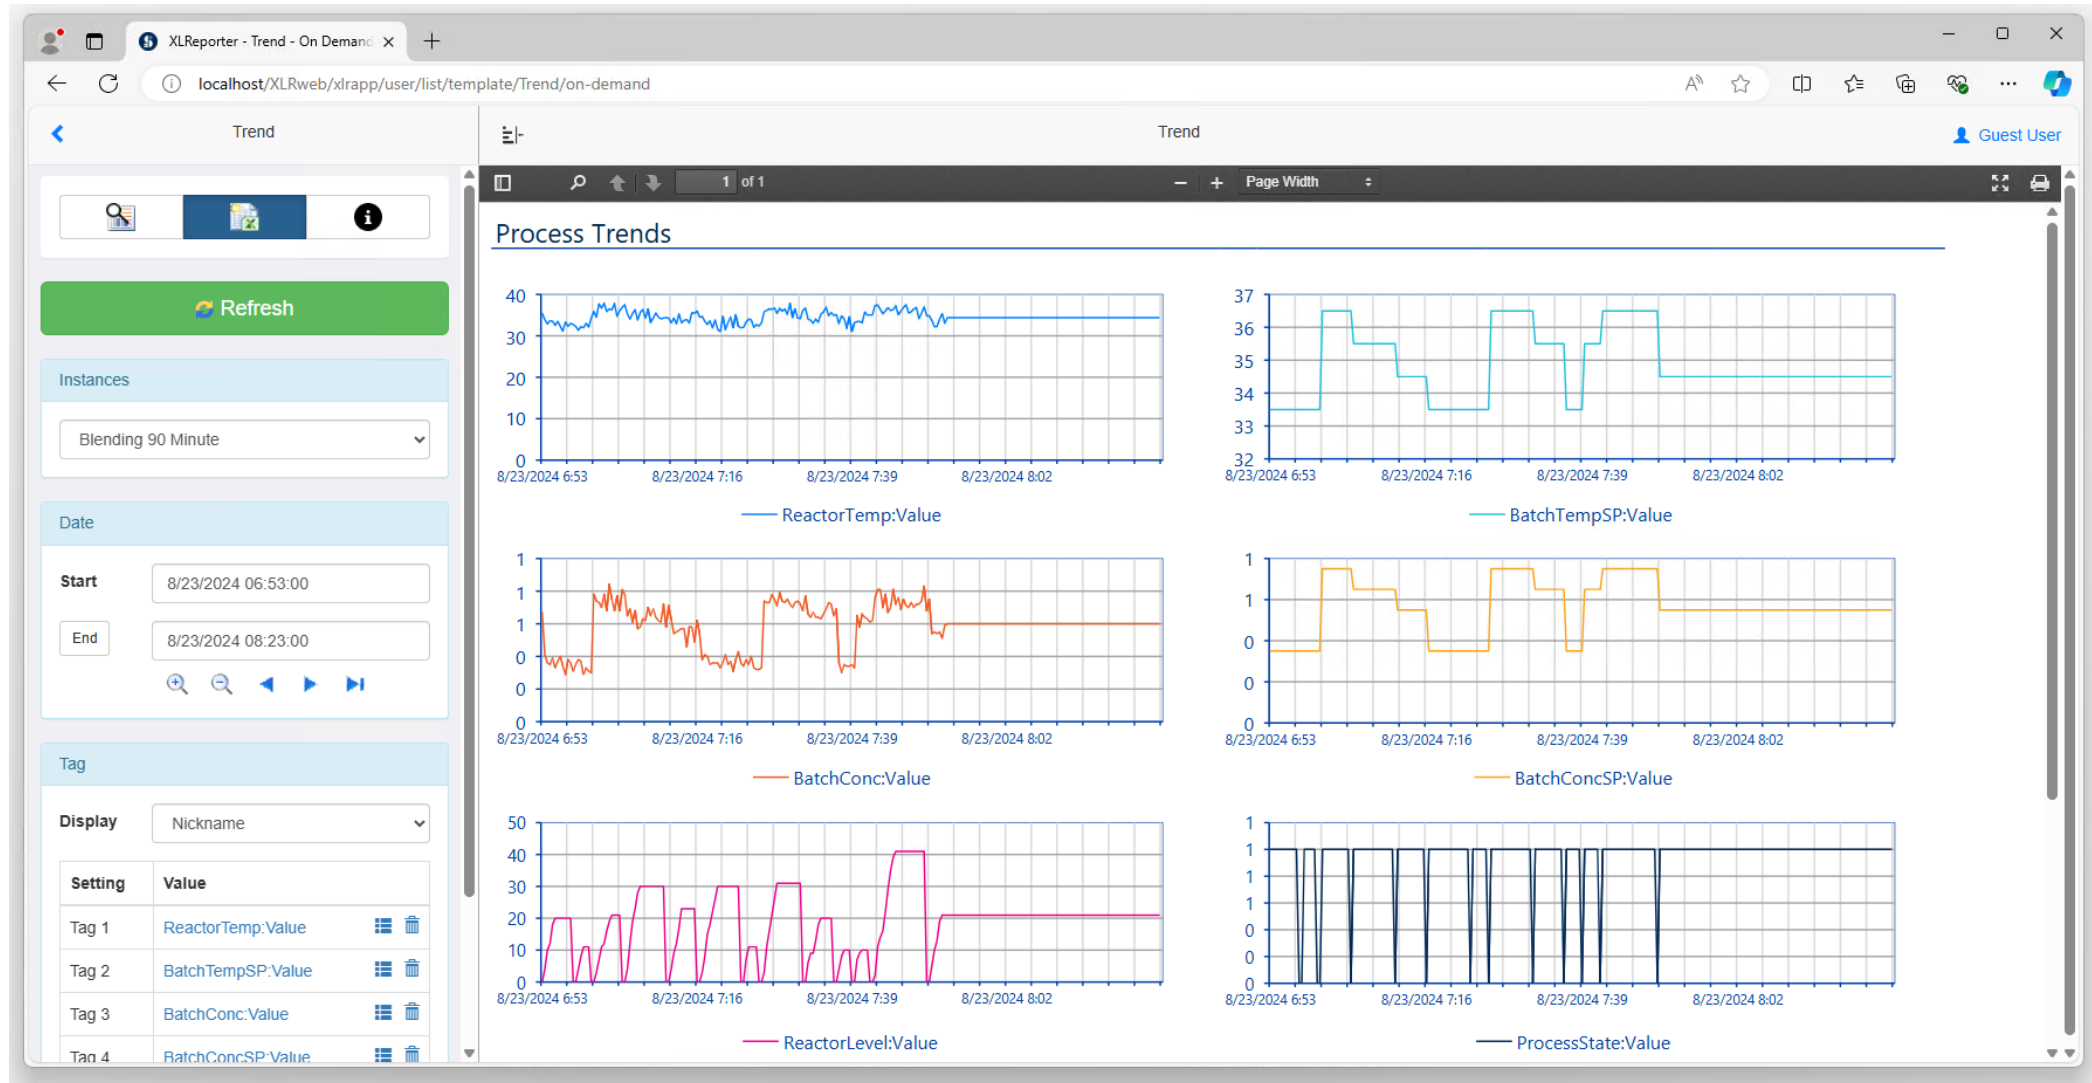 XLReporter - Trend - On Demand
localhost/XLRweb/xlrapp/user/list/template/Trend/on-demand
Trend
Trend
Guest User
1 of 1
Page Width
Refresh
Instances
Blending 90 Minute
Date
Start 8/23/2024 06:53:00
End 8/23/2024 08:23:00
Tag
Display Nickname
Setting Value
Tag 1 ReactorTemp:Value
Tag 2 BatchTempSP:Value
Tag 3 BatchConc:Value
Tag 4 BatchConcSP:Value
Process Trends
40
30
20
10
0
8/23/2024 6:53 8/23/2024 7:16 8/23/2024 7:39 8/23/2024 8:02
ReactorTemp:Value
37
36
35
34
33
32
8/23/2024 6:53 8/23/2024 7:16 8/23/2024 7:39 8/23/2024 8:02
BatchTempSP:Value
1
1
1
0
0
0
8/23/2024 6:53 8/23/2024 7:16 8/23/2024 7:39 8/23/2024 8:02
BatchConc:Value
1
1
0
0
0
8/23/2024 6:53 8/23/2024 7:16 8/23/2024 7:39 8/23/2024 8:02
BatchConcSP:Value
50
40
30
20
10
0
8/23/2024 6:53 8/23/2024 7:16 8/23/2024 7:39 8/23/2024 8:02
ReactorLevel:Value
1
1
1
1
0
0
0
8/23/2024 6:53 8/23/2024 7:16 8/23/2024 7:39 8/23/2024 8:02
ProcessState:Value